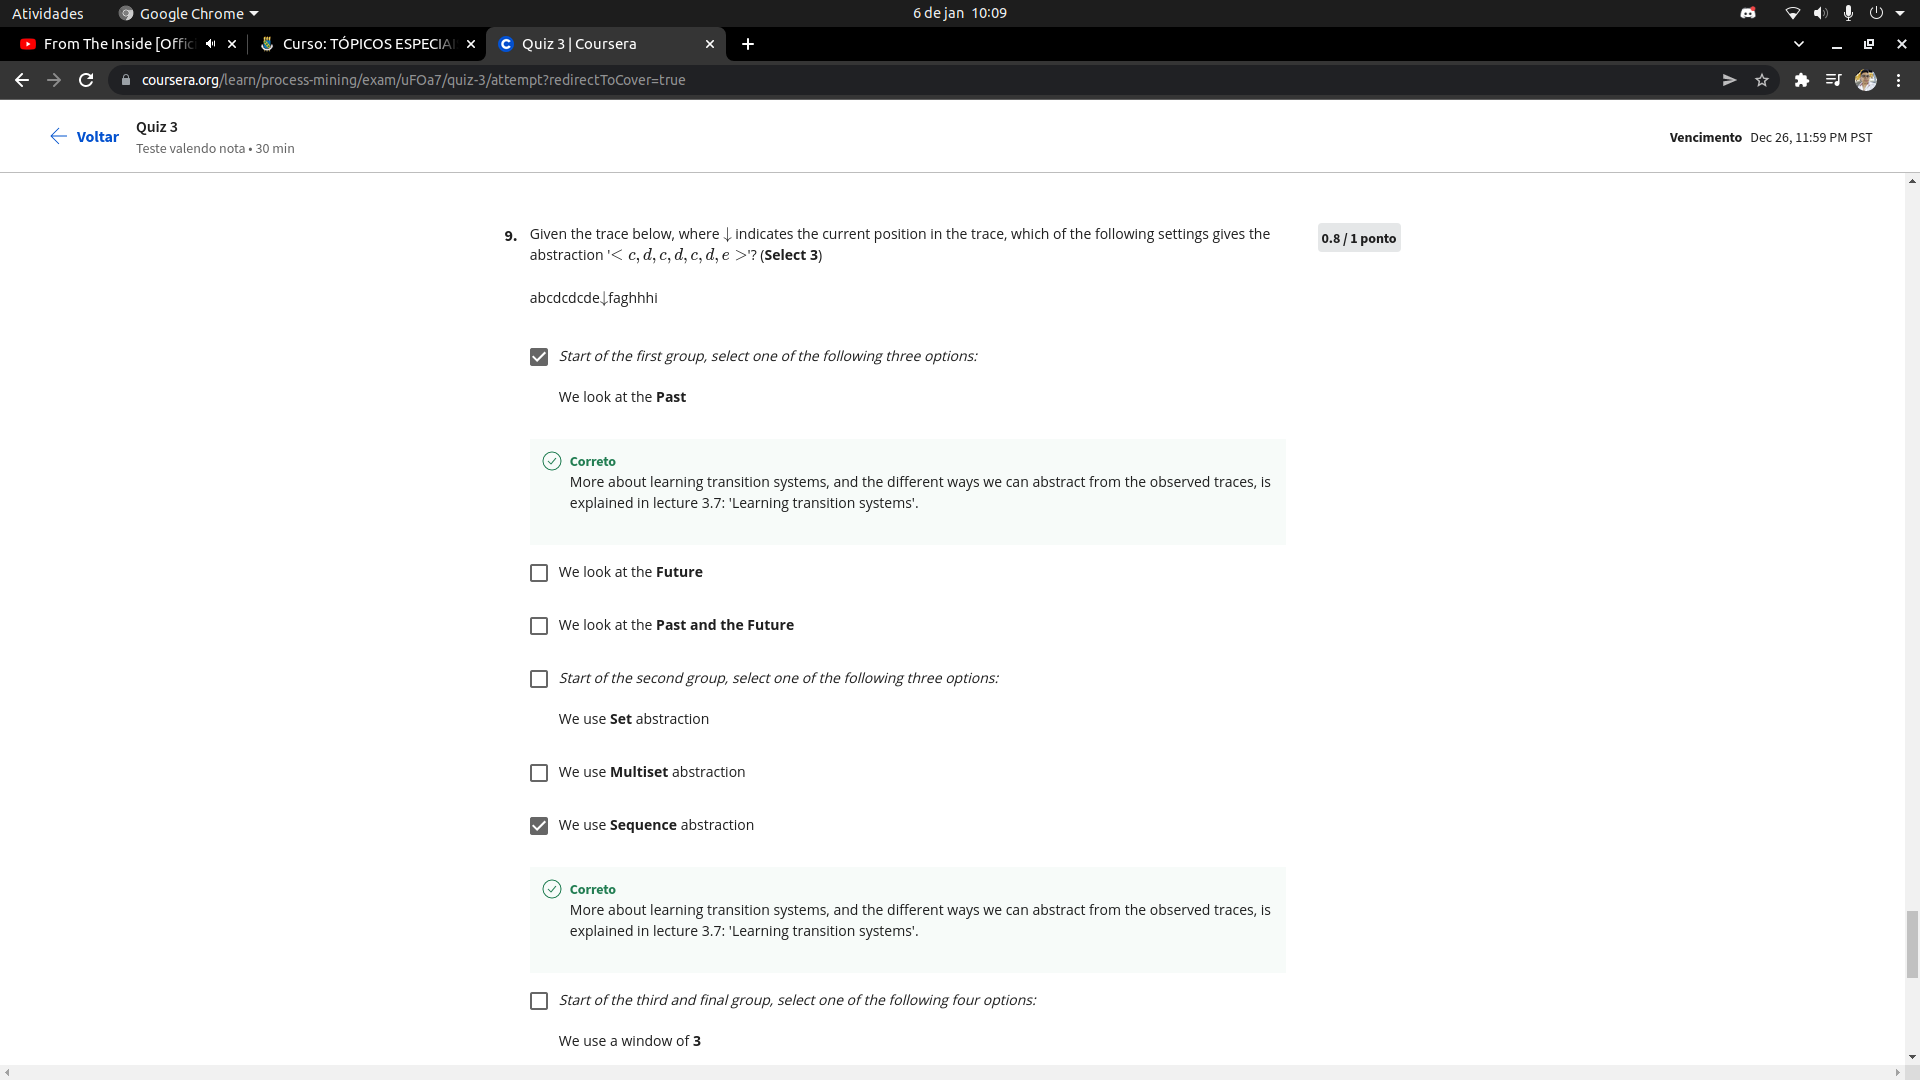 Atividades
Google Chrome
6 de jan 10:09
From The Inside [Offic
Curso: TÓPICOS ESPECIA
Quiz 3 | Coursera
coursera.org/learn/process-mining/exam/uFOa7/quiz-3/attempt?redirectToCover=true
Voltar
Quiz 3
Teste valendo nota • 30 min
Vencimento Dec 26, 11:59 PM PST
9. Given the trace below, where ↓ indicates the current position in the trace, which of the following settings gives the
abstraction '< c, d, c, d, c, d, e >'? (Select 3)
0.8 / 1 ponto
abcdcdcde↓faghhhi
Start of the first group, select one of the following three options:
We look at the Past
Correto
More about learning transition systems, and the different ways we can abstract from the observed traces, is
explained in lecture 3.7: 'Learning transition systems'.
We look at the Future
We look at the Past and the Future
Start of the second group, select one of the following three options:
We use Set abstraction
We use Multiset abstraction
We use Sequence abstraction
Correto
More about learning transition systems, and the different ways we can abstract from the observed traces, is
explained in lecture 3.7: 'Learning transition systems'.
Start of the third and final group, select one of the following four options:
We use a window of 3